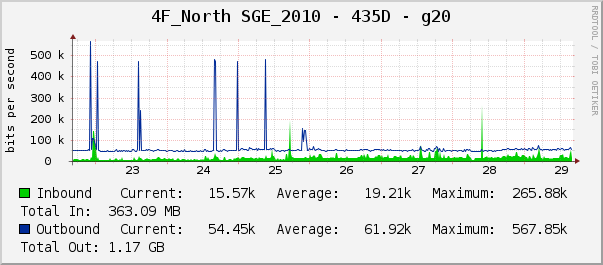 4F_North SGE_2010 - 435D - g20
RRDTOOL / TOBI OETIKER
bits per second
500 k
400 k
300 k
200 k
100 k
0
23 24 25 26 27 28 29
Inbound Current: 15.57k Average: 19.21k Maximum: 265.88k
Total In: 363.09 MB
Outbound Current: 54.45k Average: 61.92k Maximum: 567.85k
Total Out: 1.17 GB